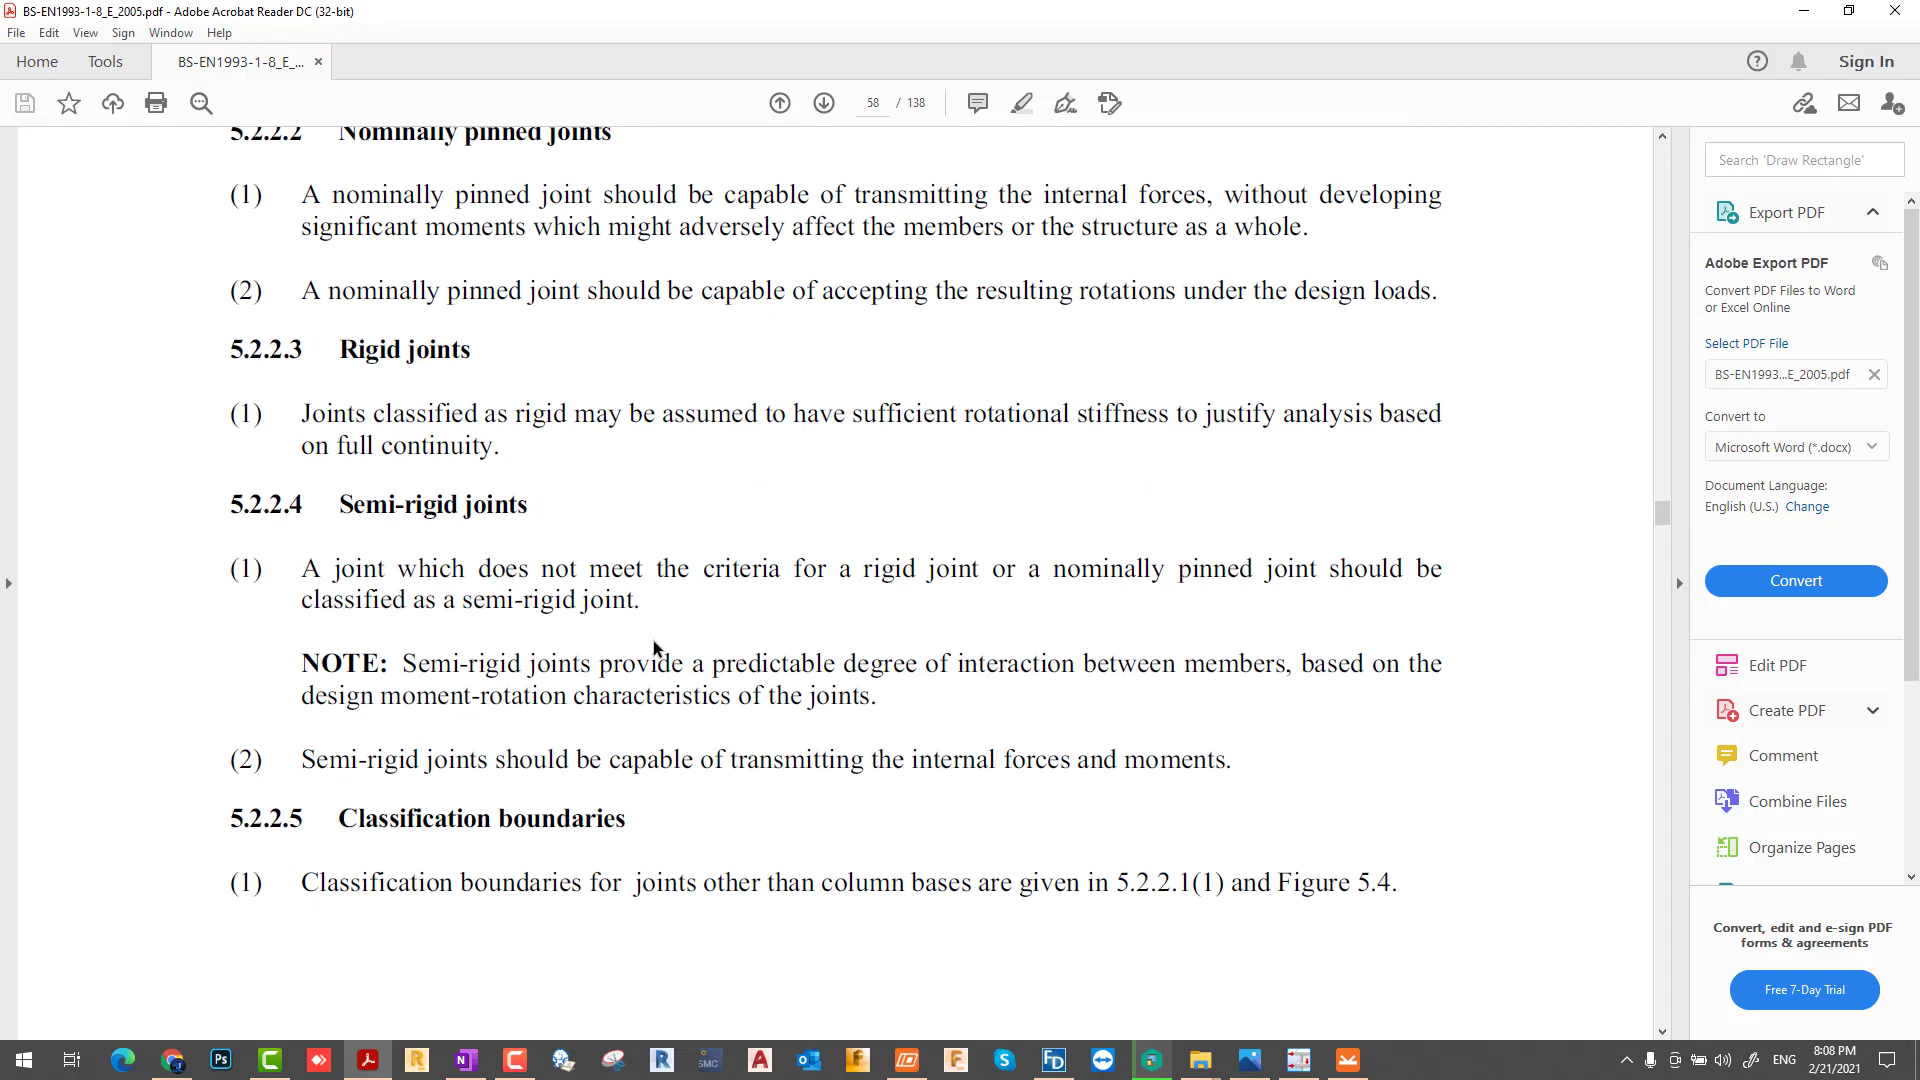 BS-EN1993-1-8_E_2005.pdf - Adobe Acrobat Reader DC (32-bit)
File Edit View Sign Window Help
Home Tools BS-EN1993-1-8_E_... × Sign In
58 / 138
5.2.2.2 Nominally pinned joints
(1) A nominally pinned joint should be capable of transmitting the internal forces, without developing
significant moments which might adversely affect the members or the structure as a whole.
(2) A nominally pinned joint should be capable of accepting the resulting rotations under the design loads.
5.2.2.3 Rigid joints
(1) Joints classified as rigid may be assumed to have sufficient rotational stiffness to justify analysis based
on full continuity.
5.2.2.4 Semi-rigid joints
(1) A joint which does not meet the criteria for a rigid joint or a nominally pinned joint should be
classified as a semi-rigid joint.
NOTE: Semi-rigid joints provide a predictable degree of interaction between members, based on the
design moment-rotation characteristics of the joints.
(2) Semi-rigid joints should be capable of transmitting the internal forces and moments.
5.2.2.5 Classification boundaries
(1) Classification boundaries for joints other than column bases are given in 5.2.2.1(1) and Figure 5.4.
Search 'Draw Rectangle'
Export PDF
Adobe Export PDF
Convert PDF Files to Word
or Excel Online
Select PDF File
BS-EN1993...E_2005.pdf
Convert to
Microsoft Word (*.docx)
Document Language:
English (U.S.) Change
Convert
Edit PDF
Create PDF
Comment
Combine Files
Organize Pages
Convert, edit and e-sign PDF
forms & agreements
Free 7-Day Trial
Ps
SMC
FD
ENG
8:08 PM
2/21/2021